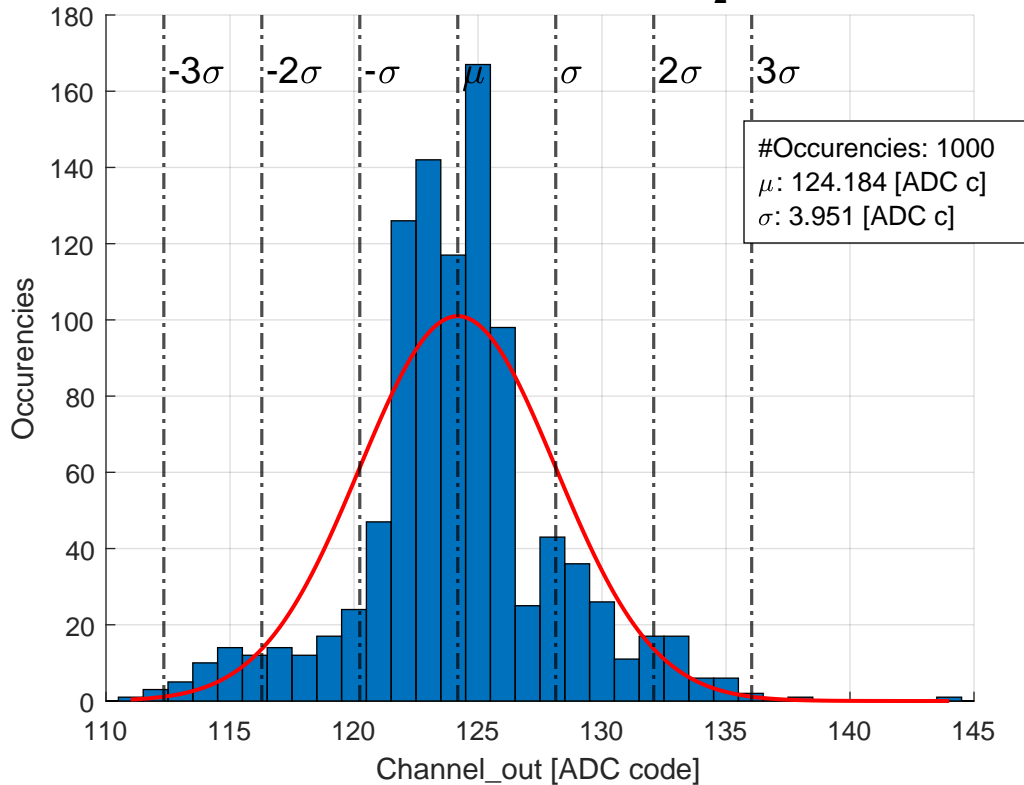 180
160
140
120
100
80
60
40
20
0
-3σ -2σ -σ μ σ 2σ 3σ
#Occurencies: 1000
μ: 124.184 [ADC c]
σ: 3.951 [ADC c]
Occurencies
110 115 120 125 130 135 140 145
Channel_out [ADC code]